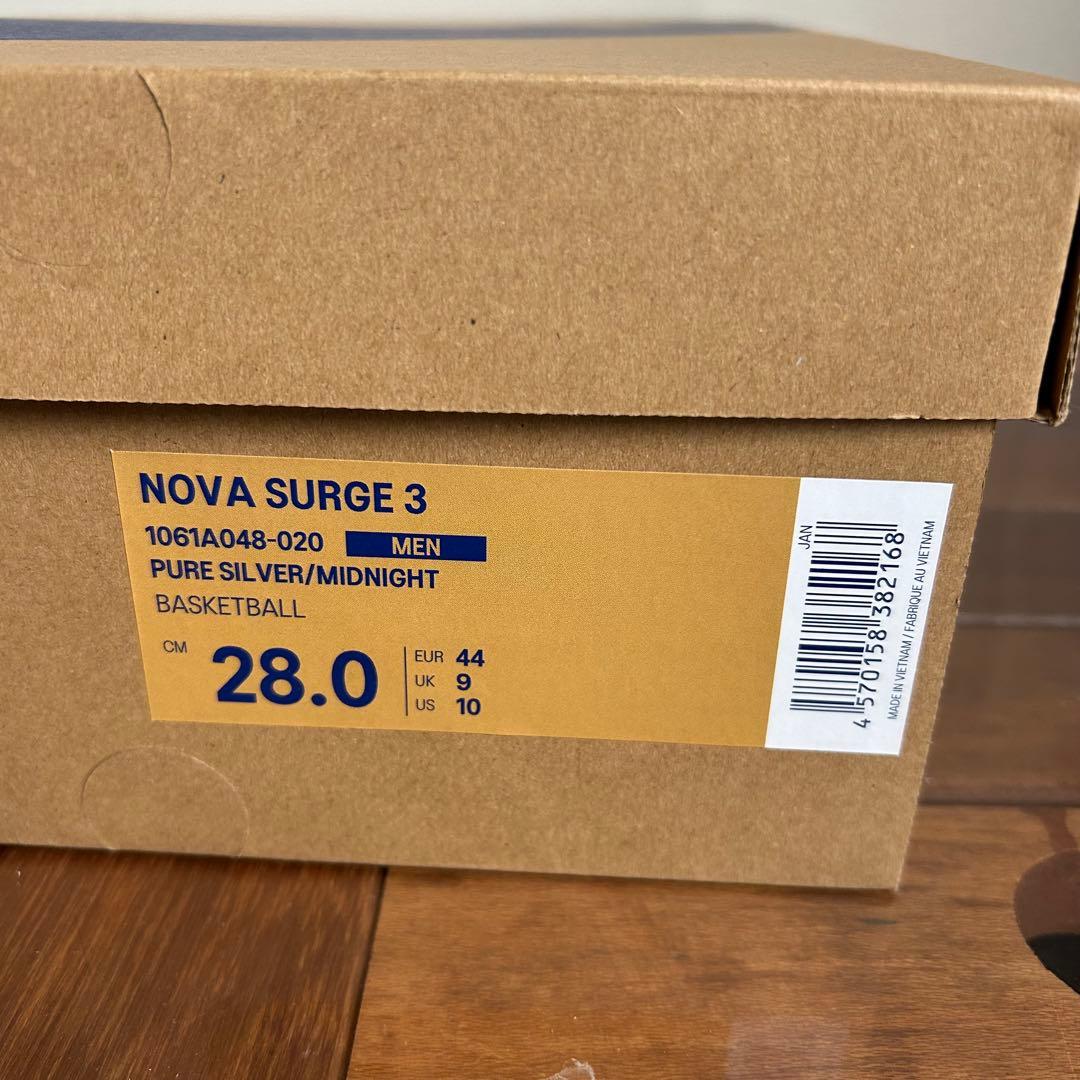 NOVA SURGE 3
1061A048-020 MEN
PURE SILVER/MIDNIGHT
BASKETBALL
CM 28.0
EUR 44
UK 9
US 10
JAN
4 570158 382168
MADE IN VIETNAM / FABRIQUE AU VIETNAM